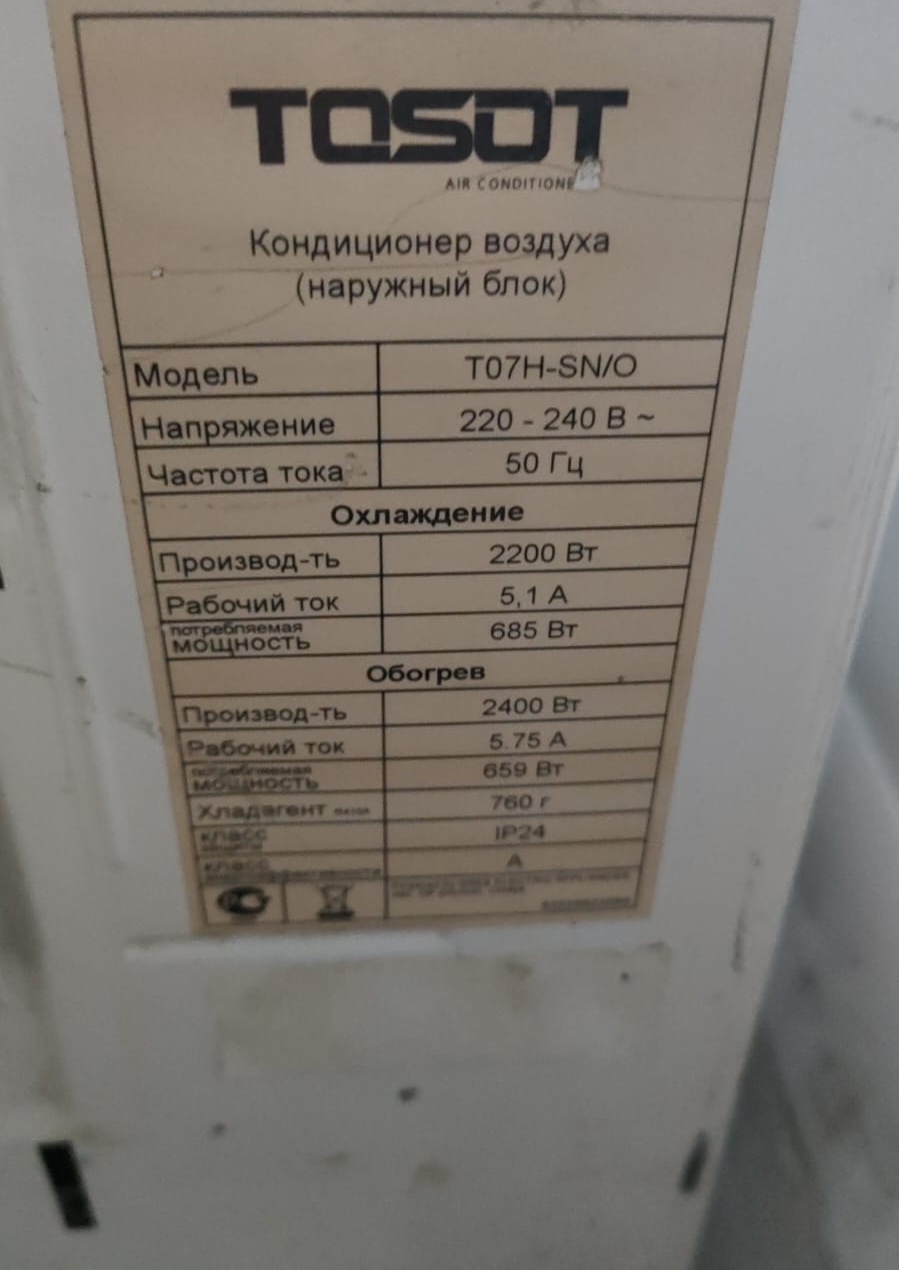 TOSOT
AIR CONDITIONE
Кондиционер воздуха
(наружный блок)
Модель T07H-SN/O
Напряжение 220 - 240 В ~
Частота тока 50 Гц
Охлаждение
Производ-ть 2200 Вт
Рабочий ток 5,1 А
потребляемая
мощность 685 Вт
Обогрев
Производ-ть 2400 Вт
Рабочий ток 5.75 А
потребляемая
мощность 659 Вт
Хладагент 760 г
класс
защиты IP24
класс A